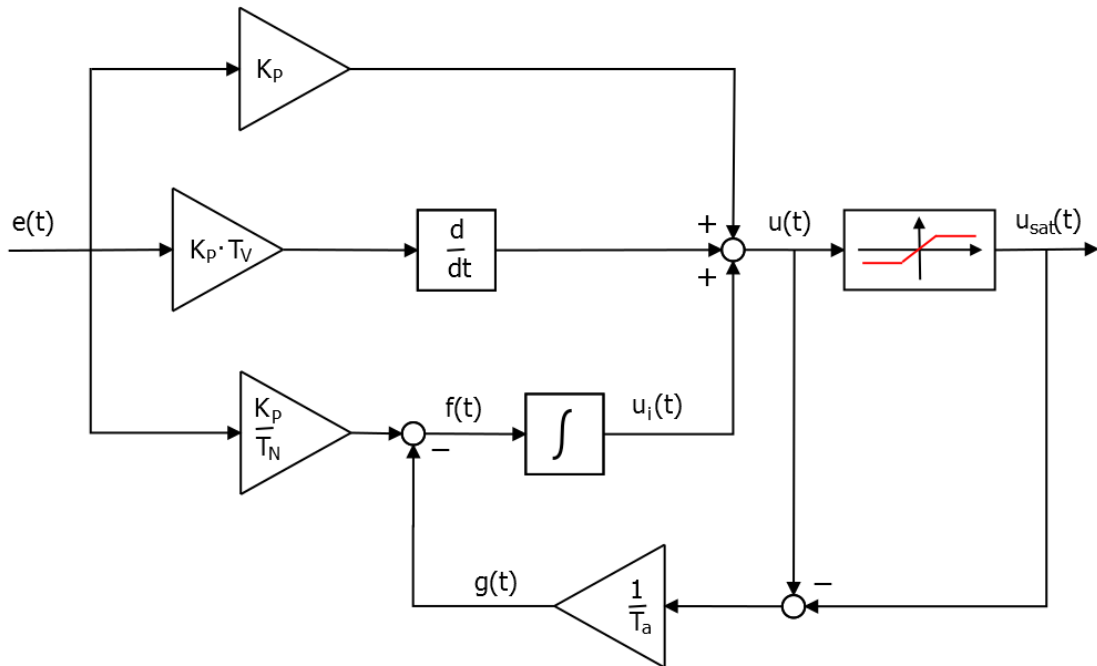 K_P
e(t)
K_P · T_V
d
dt
+
+
u(t)
u_sat(t)
K_P
T_N
f(t)
−
∫
u_i(t)
g(t)
1
T_a
−